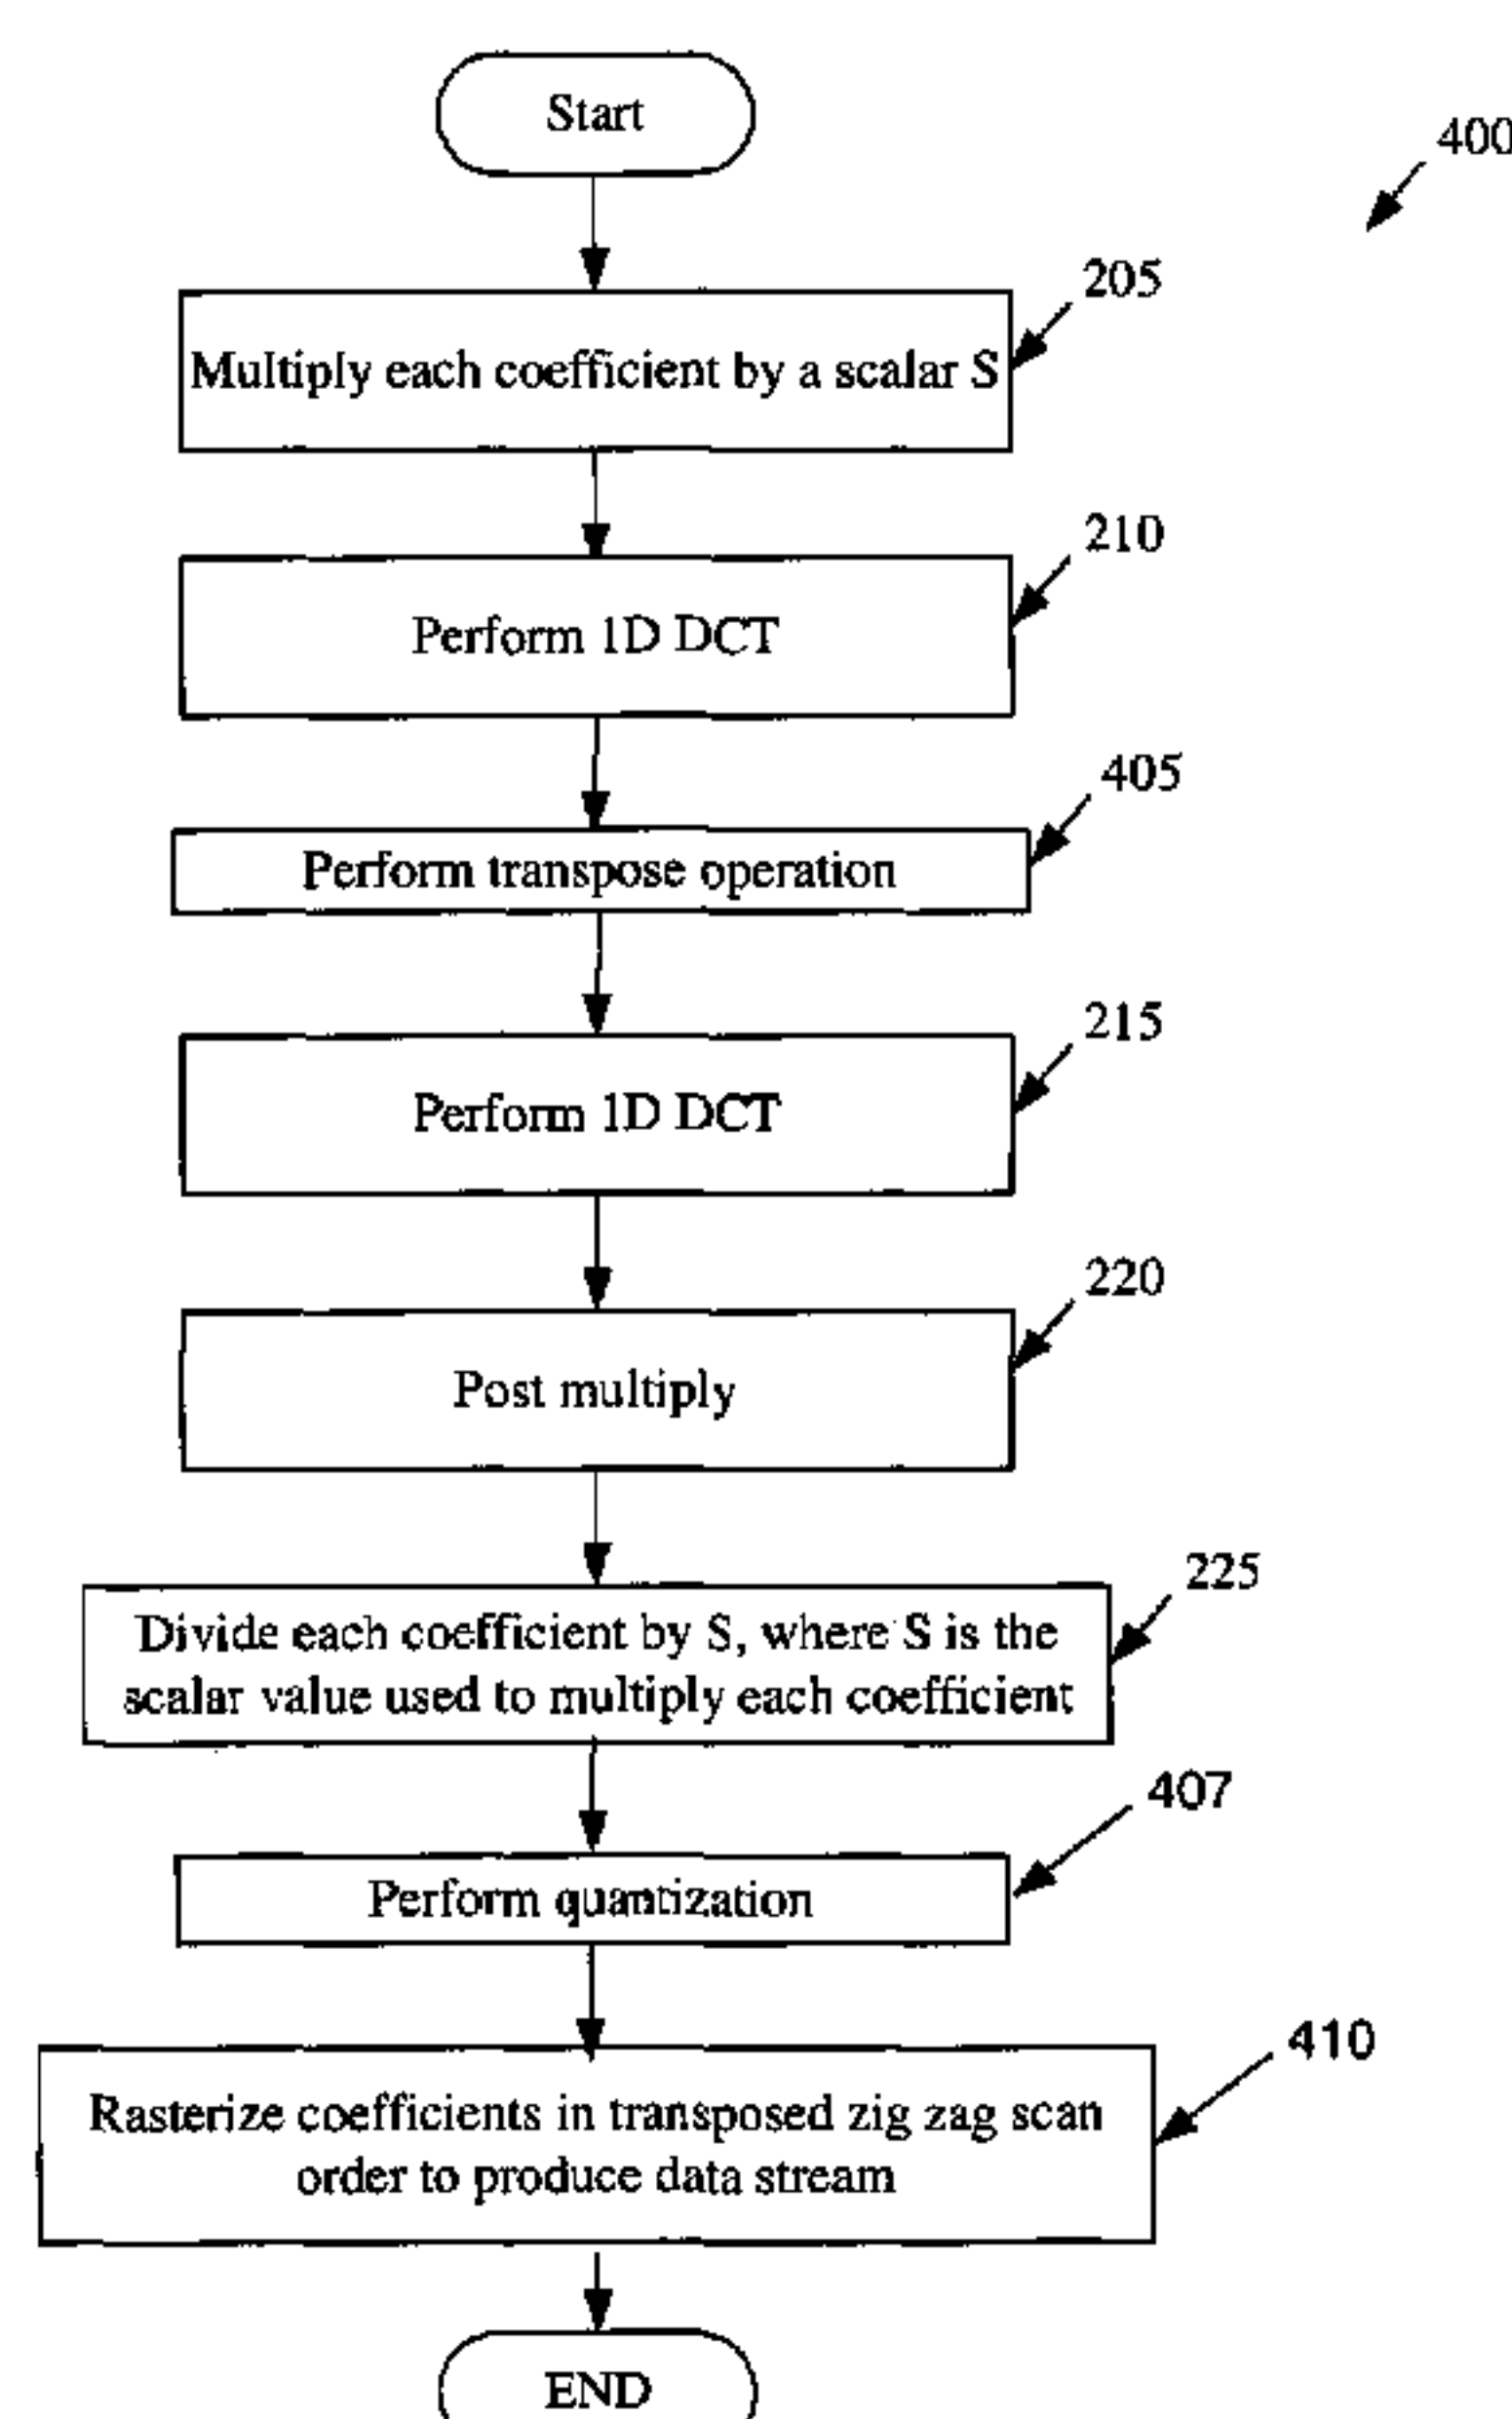 Start
400
205
Multiply each coefficient by a scalar S
210
Perform 1D DCT
405
Perform transpose operation
215
Perform 1D DCT
220
Post multiply
225
Divide each coefficient by S, where S is the
scalar value used to multiply each coefficient
407
Perform quantization
410
Rasterize coefficients in transposed zig zag scan
order to produce data stream
END